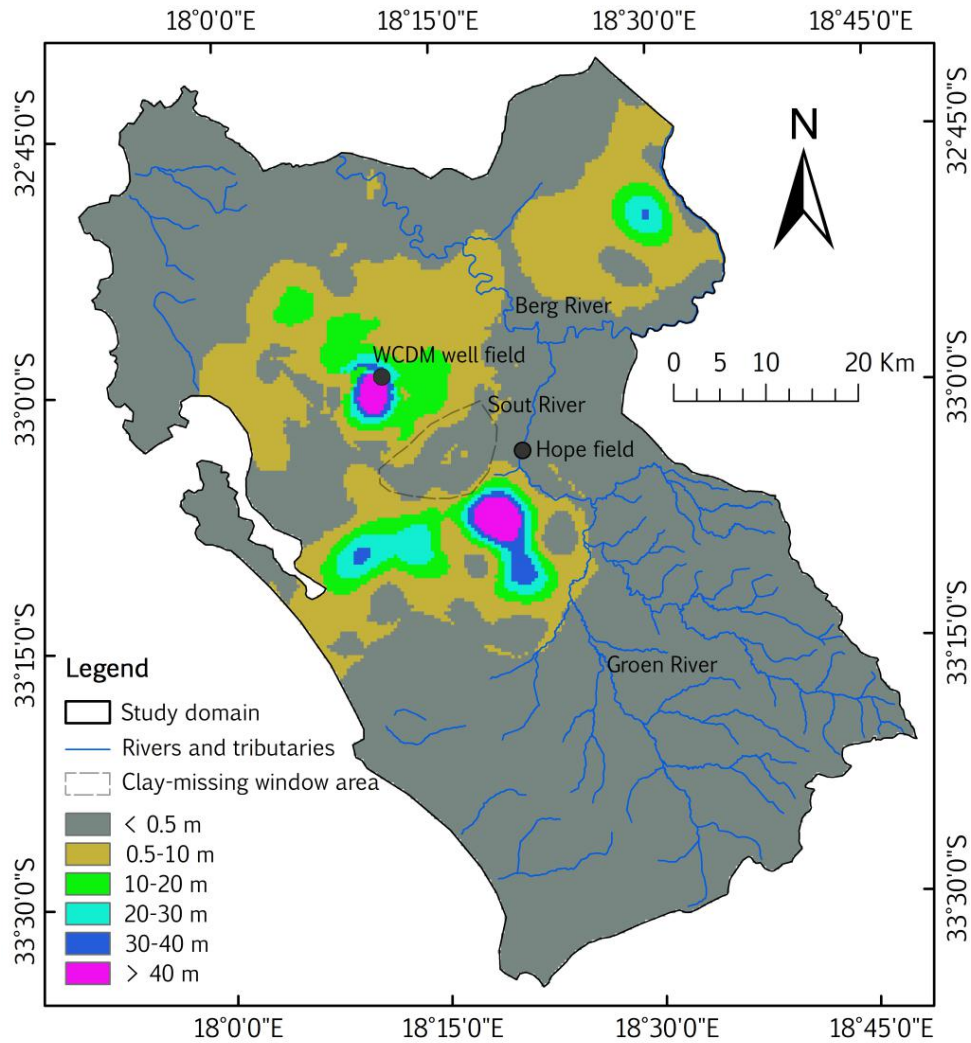 18°0'0"E 18°15'0"E 18°30'0"E 18°45'0"E
32°45'0"S
32°45'0"S
N
Berg River
WCDM well field
0 5 10 20 Km
33°0'0"S
33°0'0"S
Sout River
Hope field
33°15'0"S
33°15'0"S
Groen River
Legend
Study domain
Rivers and tributaries
Clay-missing window area
< 0.5 m
0.5-10 m
10-20 m
20-30 m
30-40 m
> 40 m
33°30'0"S
33°30'0"S
18°0'0"E 18°15'0"E 18°30'0"E 18°45'0"E